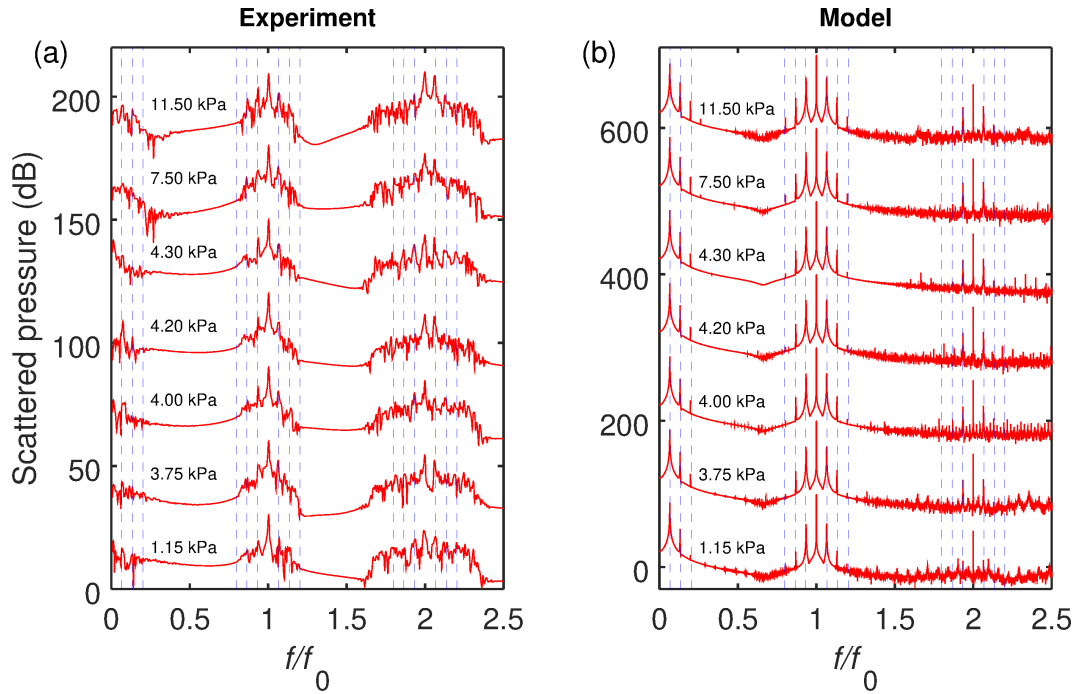 Experiment
(a)
Scattered pressure (dB)
200
150
100
50
0
11.50 kPa
7.50 kPa
4.30 kPa
4.20 kPa
4.00 kPa
3.75 kPa
1.15 kPa
0 0.5 1 1.5 2 2.5
f/f0
Model
(b)
600
400
200
0
11.50 kPa
7.50 kPa
4.30 kPa
4.20 kPa
4.00 kPa
3.75 kPa
1.15 kPa
0 0.5 1 1.5 2 2.5
f/f0